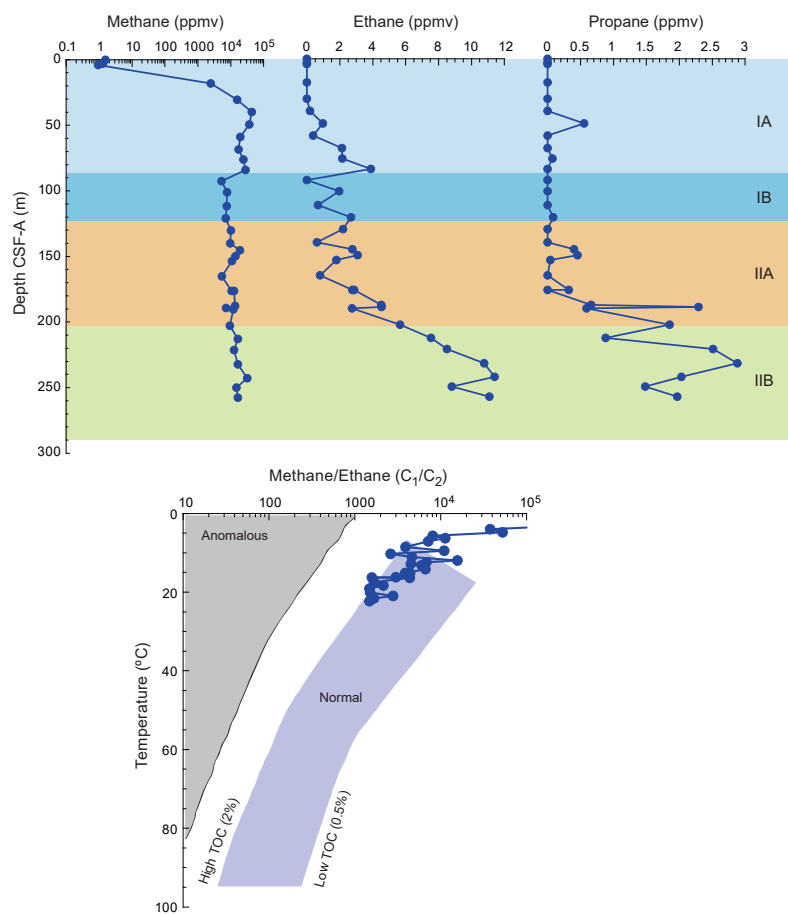 Methane (ppmv) Ethane (ppmv) Propane (ppmv)
0.1 1 10 100 1000 10⁴ 10⁵ 0 2 4 6 8 10 12 0 0.5 1 1.5 2 2.5 3
0
50
100
150
200
250
300
Depth CSF-A (m)
IA
IB
IIA
IIB
Methane/Ethane (C₁/C₂)
10 100 1000 10⁴ 10⁵
0
20
40
60
80
100
Temperature (ºC)
Anomalous
Normal
High TOC (2%)
Low TOC (0.5%)